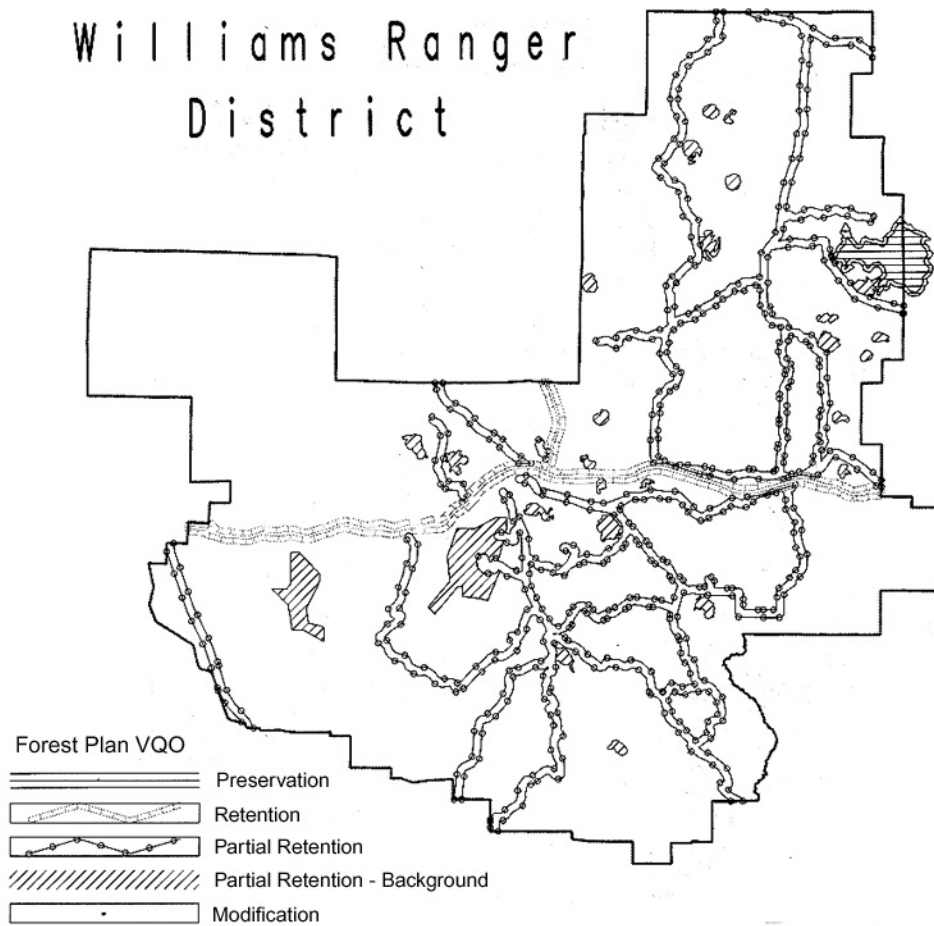 Williams Ranger
District
Forest Plan VQO
Preservation
Retention
Partial Retention
Partial Retention - Background
Modification